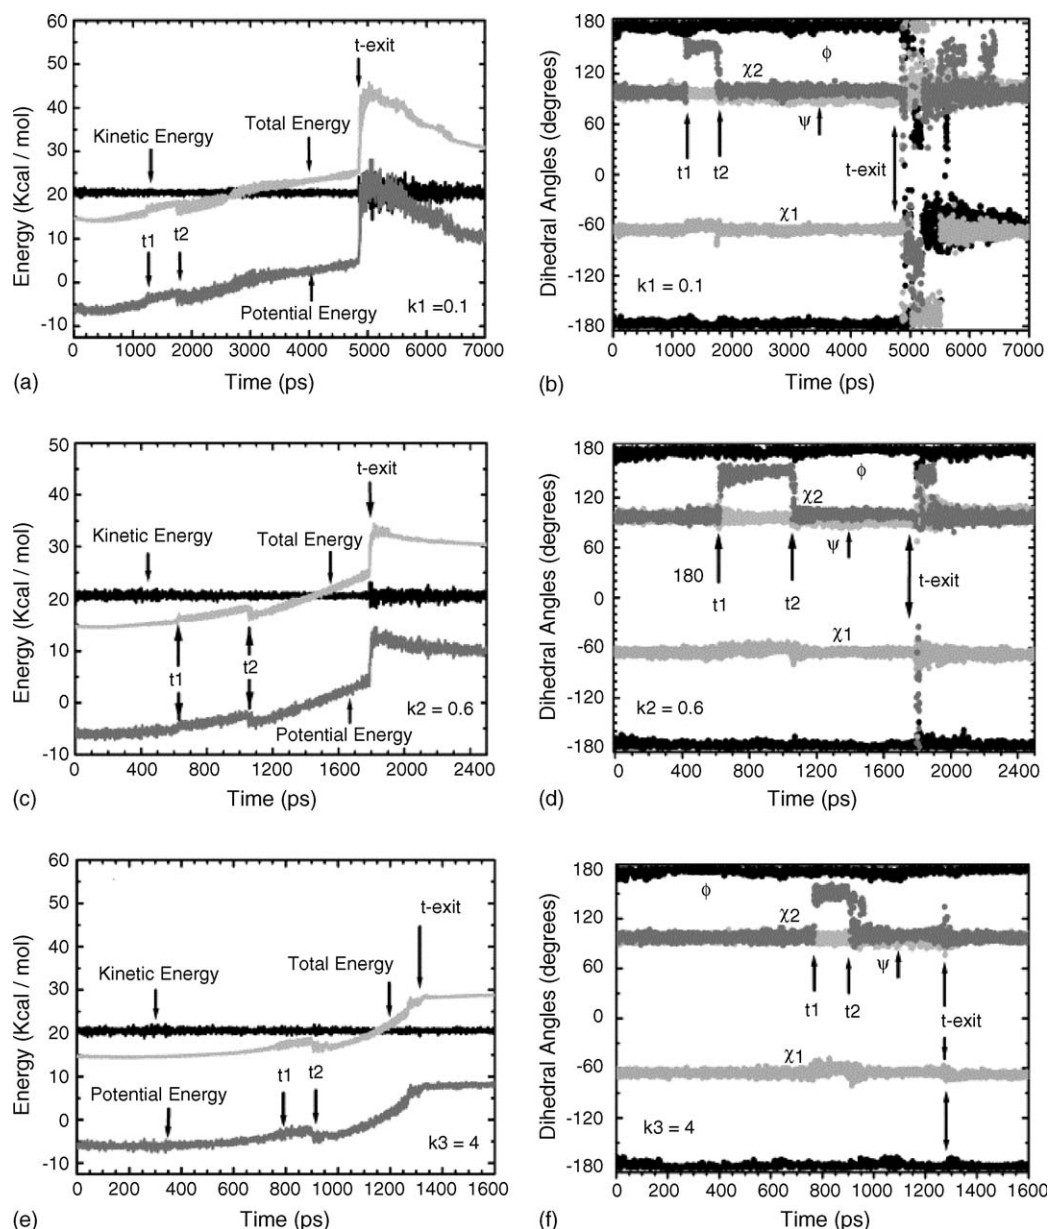 50
40
30
20
10
0
-10
Energy (Kcal / mol)
t-exit
Kinetic Energy
Total Energy
t1
t2
Potential Energy
k1 =0.1
0 1000 2000 3000 4000 5000 6000 7000
(a)
Time (ps)
180
120
60
0
-60
-120
-180
Dihedral Angles (degrees)
ϕ
χ2
ψ
t1 t2
t-exit
χ1
k1 = 0.1
0 1000 2000 3000 4000 5000 6000 7000
(b)
Time (ps)
50
40
30
20
10
0
-10
Energy (Kcal / mol)
t-exit
Kinetic Energy
Total Energy
t1
t2
k2 = 0.6
Potential Energy
0 400 800 1200 1600 2000 2400
(c)
Time (ps)
180
120
60
0
-60
-120
-180
Dihedral Angles (degrees)
ϕ
χ2
ψ
180
t-exit
t1
t2
χ1
k2 = 0.6
0 400 800 1200 1600 2000 2400
(d)
Time (ps)
60
50
40
30
20
10
0
-10
Energy (Kcal / mol)
t-exit
Total Energy
Kinetic Energy
Potential Energy
t1
t2
k3 = 4
0 200 400 600 800 1000 1200 1400 1600
(e)
Time (ps)
180
120
60
0
-60
-120
-180
Dihedral Angles (degrees)
ϕ
χ2
ψ
t1 t2
t-exit
χ1
k3 = 4
0 200 400 600 800 1000 1200 1400 1600
(f)
Time (ps)